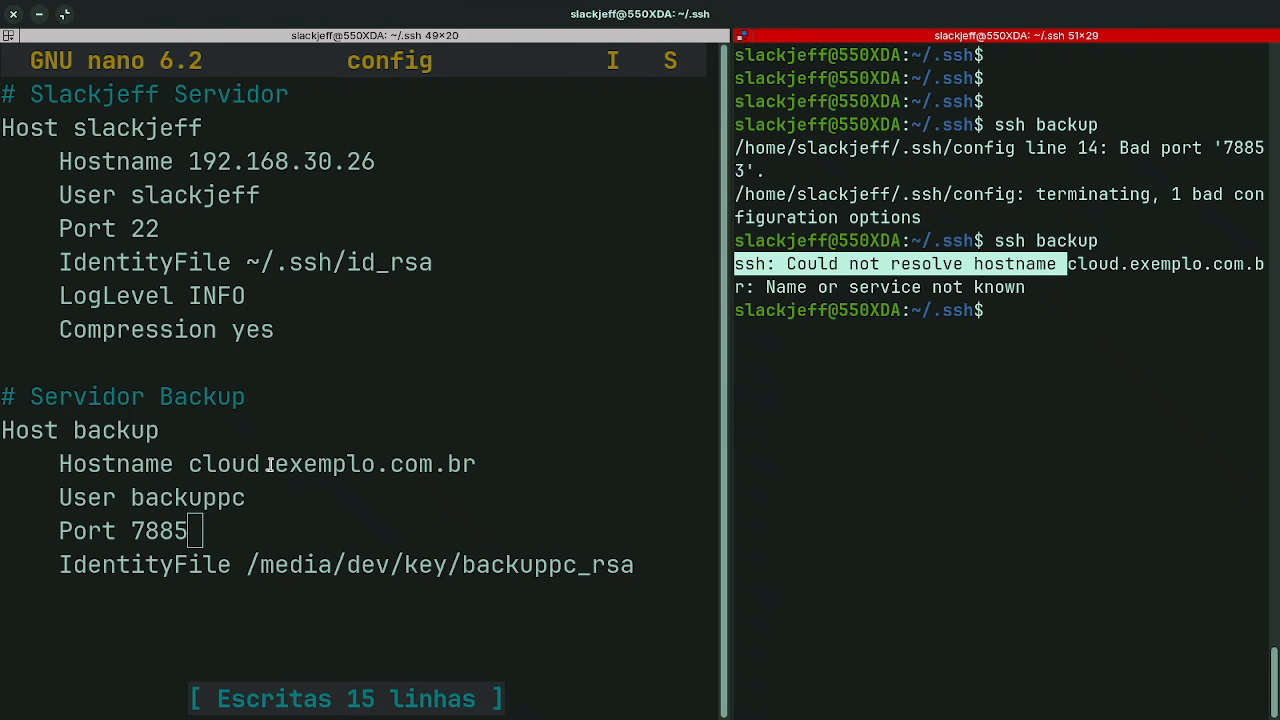 slackjeff@550XDA: ~/.ssh
slackjeff@550XDA: ~/.ssh 49×20
GNU nano 6.2 config I S
# Slackjeff Servidor
Host slackjeff
Hostname 192.168.30.26
User slackjeff
Port 22
IdentityFile ~/.ssh/id_rsa
LogLevel INFO
Compression yes
# Servidor Backup
Host backup
Hostname cloud.exemplo.com.br
User backuppc
Port 7885
IdentityFile /media/dev/key/backuppc_rsa
[ Escritas 15 linhas ]
slackjeff@550XDA: ~/.ssh 51×29
slackjeff@550XDA:~/.ssh$
slackjeff@550XDA:~/.ssh$
slackjeff@550XDA:~/.ssh$
slackjeff@550XDA:~/.ssh$ ssh backup
/home/slackjeff/.ssh/config line 14: Bad port '7885
3'.
/home/slackjeff/.ssh/config: terminating, 1 bad con
figuration options
slackjeff@550XDA:~/.ssh$ ssh backup
ssh: Could not resolve hostname cloud.exemplo.com.b
r: Name or service not known
slackjeff@550XDA:~/.ssh$